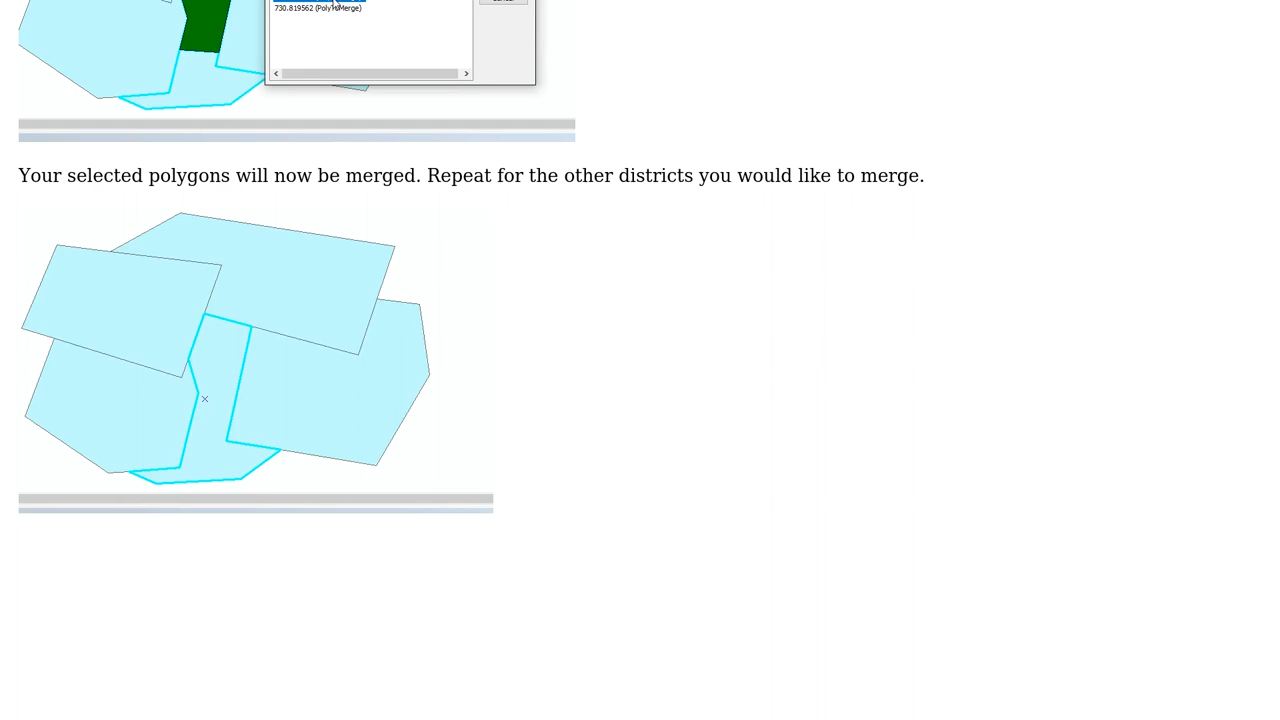 730.819562 (PolyToMerge)
Your selected polygons will now be merged. Repeat for the other districts you would like to merge.